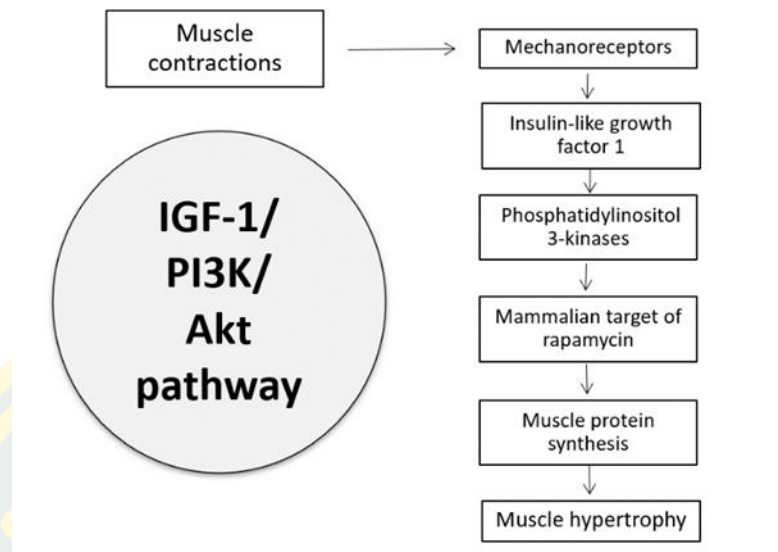 Muscle
contractions
Mechanoreceptors
Insulin-like growth
factor 1
IGF-1/
PI3K/
Akt
pathway
Phosphatidylinositol
3-kinases
Mammalian target of
rapamycin
Muscle protein
synthesis
Muscle hypertrophy